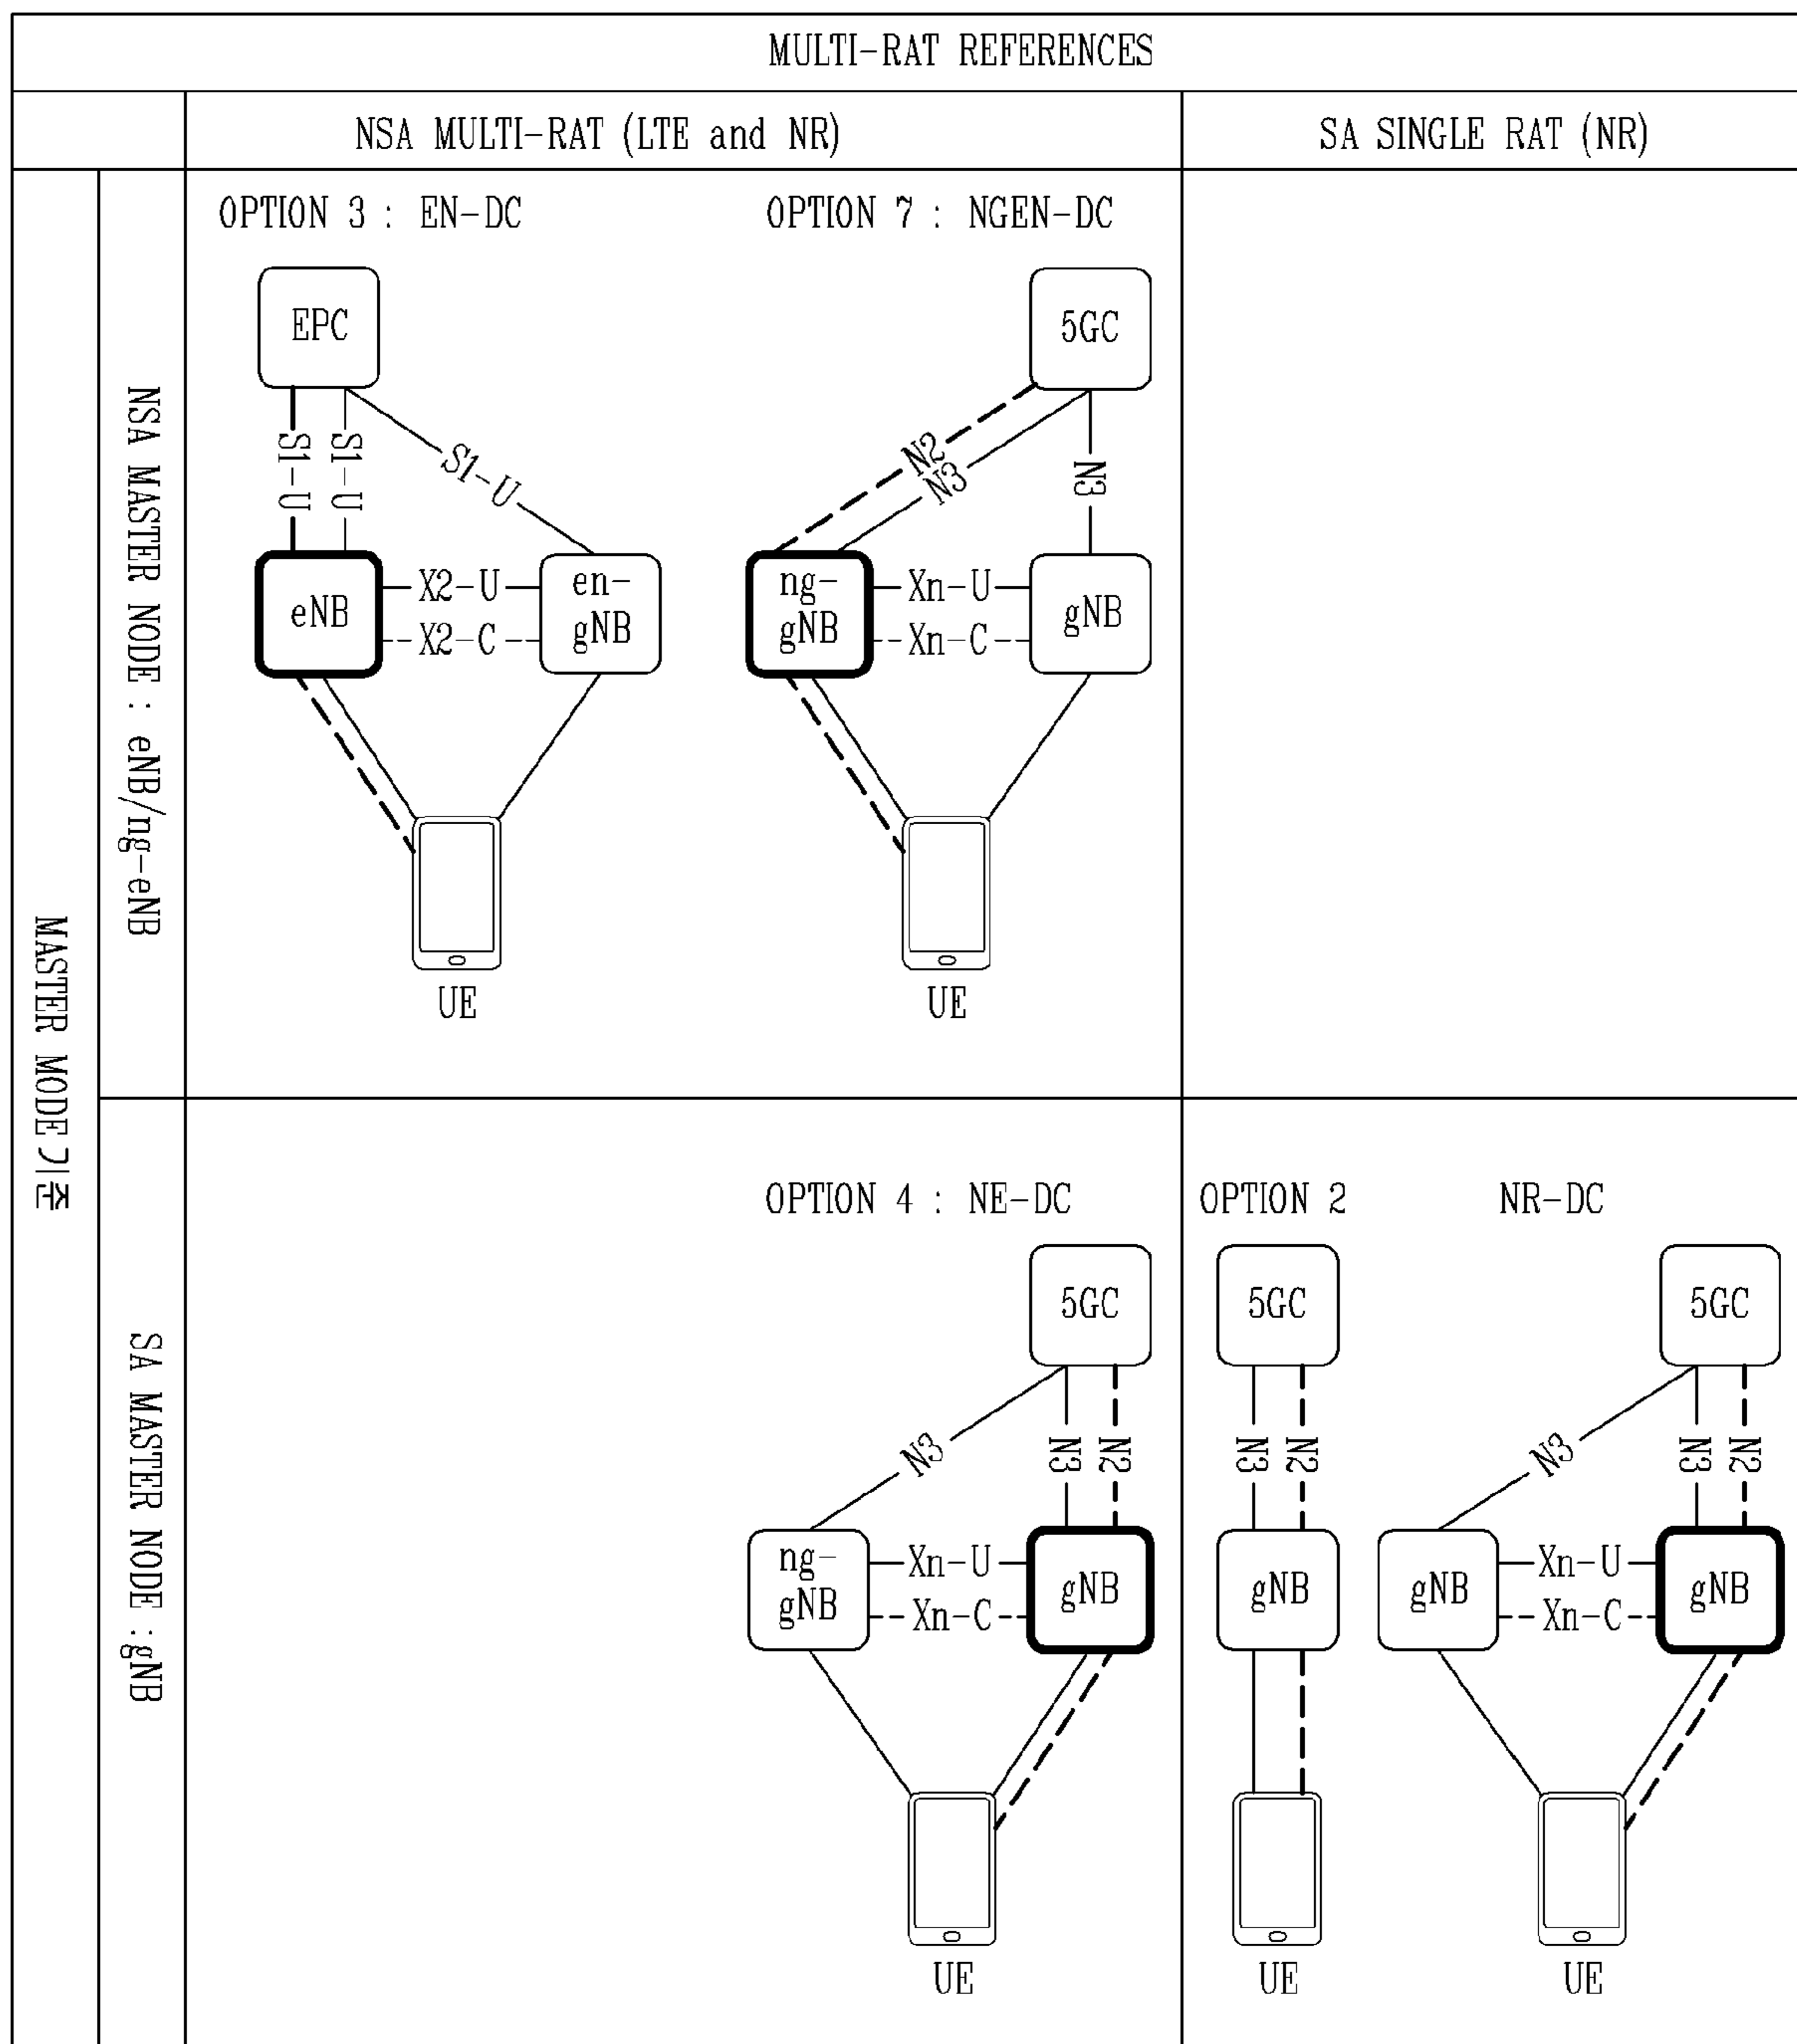 MULTI-RAT REFERENCES
NSA MULTI-RAT (LTE and NR)
SA SINGLE RAT (NR)
MASTER MODE기준
NSA MASTER NODE : eNB/ng-eNB
OPTION 3 : EN-DC
EPC
S1-U
S1-U
S1-U
eNB
X2-U
X2-C
en-
gNB
UE
OPTION 7 : NGEN-DC
5GC
N2
N3
N3
ng-
gNB
Xn-U
Xn-C
gNB
UE
SA MASTER NODE : gNB
OPTION 4 : NE-DC
5GC
N3
N3
N2
ng-
gNB
Xn-U
Xn-C
gNB
UE
OPTION 2
5GC
N3
N2
gNB
UE
NR-DC
5GC
N3
N3
N2
gNB
Xn-U
Xn-C
gNB
UE